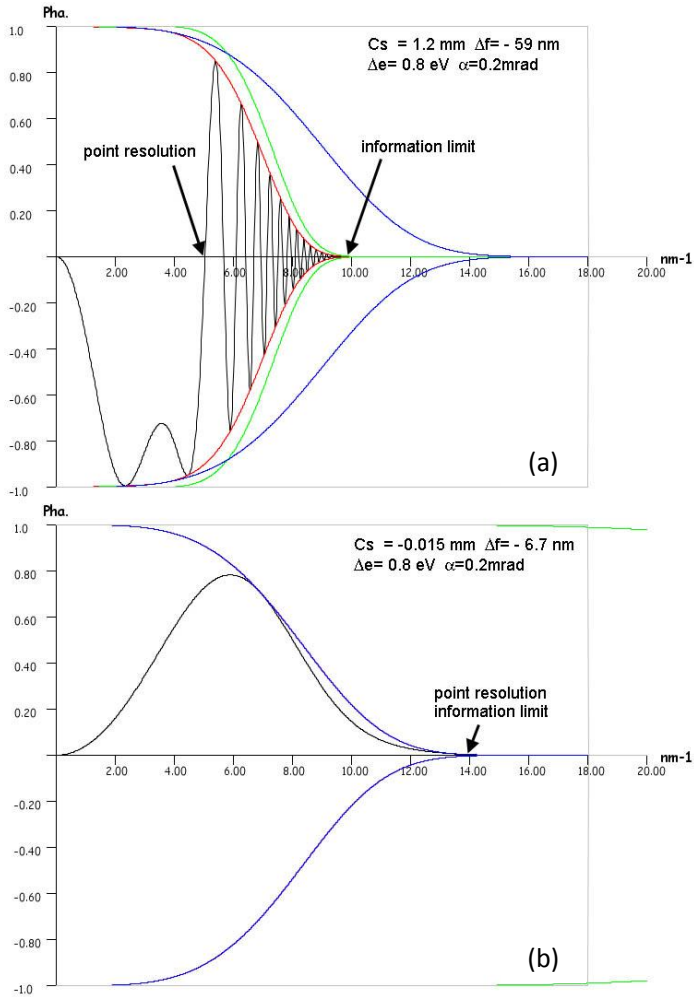 Pha.
1.0
0.80
0.60
0.40
0.20
-0.20
-0.40
-0.60
-0.80
-1.0
Cs = 1.2 mm Δf= - 59 nm
Δe= 0.8 eV α=0.2mrad
point resolution
information limit
2.00 4.00 6.00 8.00 10.00 12.00 14.00 16.00 18.00 20.00 nm-1
(a)
Pha.
1.0
0.80
0.60
0.40
0.20
-0.20
-0.40
-0.60
-0.80
-1.0
Cs = -0.015 mm Δf= - 6.7 nm
Δe= 0.8 eV α=0.2mrad
point resolution
information limit
2.00 4.00 6.00 8.00 10.00 12.00 14.00 16.00 18.00 20.00 nm-1
(b)